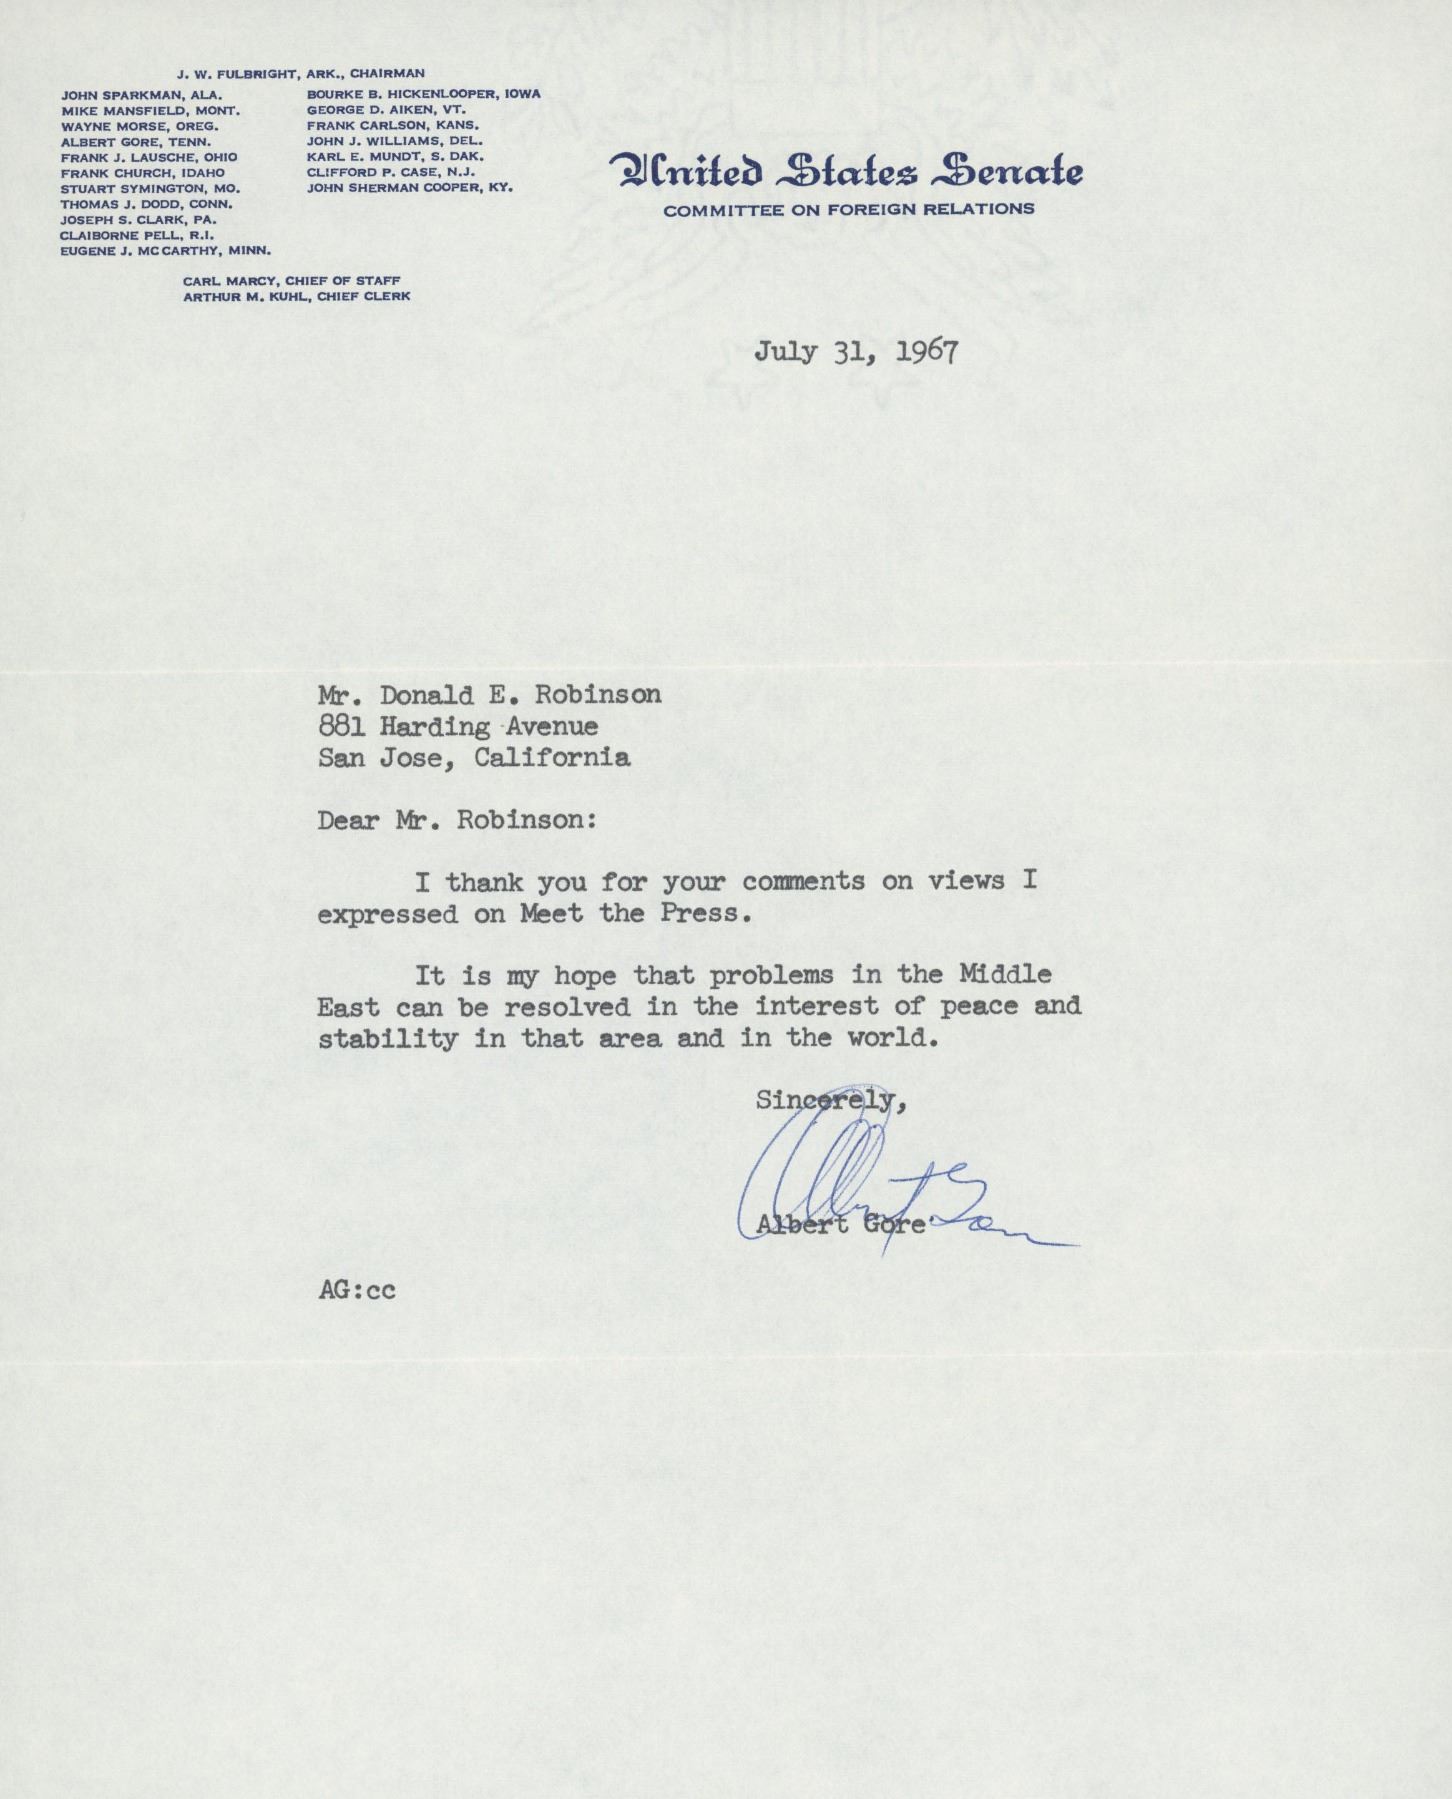 J. W. FULBRIGHT, ARK., CHAIRMAN
JOHN SPARKMAN, ALA.
MIKE MANSFIELD, MONT.
WAYNE MORSE, OREG.
ALBERT GORE, TENN.
FRANK J. LAUSCHE, OHIO
FRANK CHURCH, IDAHO
STUART SYMINGTON, MO.
THOMAS J. DODD, CONN.
JOSEPH S. CLARK, PA.
CLAIBORNE PELL, R.I.
EUGENE J. MCCARTHY, MINN.
BOURKE B. HICKENLOOPER, IOWA
GEORGE D. AIKEN, VT.
FRANK CARLSON, KANS.
JOHN J. WILLIAMS, DEL.
KARL E. MUNDT, S. DAK.
CLIFFORD P. CASE, N.J.
JOHN SHERMAN COOPER, KY.
CARL MARCY, CHIEF OF STAFF
ARTHUR M. KUHL, CHIEF CLERK
United States Senate
COMMITTEE ON FOREIGN RELATIONS
July 31, 1967
Mr. Donald E. Robinson
881 Harding Avenue
San Jose, California
Dear Mr. Robinson:
I thank you for your comments on views I
expressed on Meet the Press.
It is my hope that problems in the Middle
East can be resolved in the interest of peace and
stability in that area and in the world.
Sincerely,
Albert Gore
Albert Gore
AG:cc